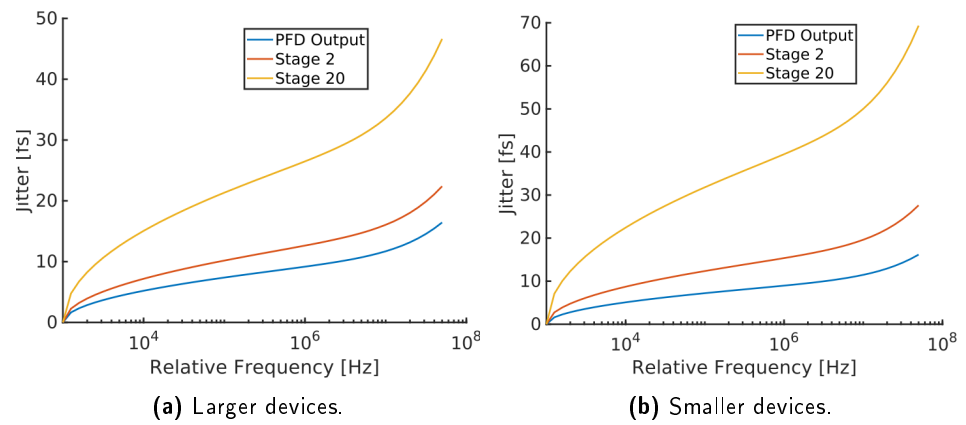 50
40
30
20
10
0
Jitter [fs]
PFD Output
Stage 2
Stage 20
10^4
10^6
10^8
Relative Frequency [Hz]
(a) Larger devices.
70
60
50
40
30
20
10
0
Jitter [fs]
PFD Output
Stage 2
Stage 20
10^4
10^6
10^8
Relative Frequency [Hz]
(b) Smaller devices.